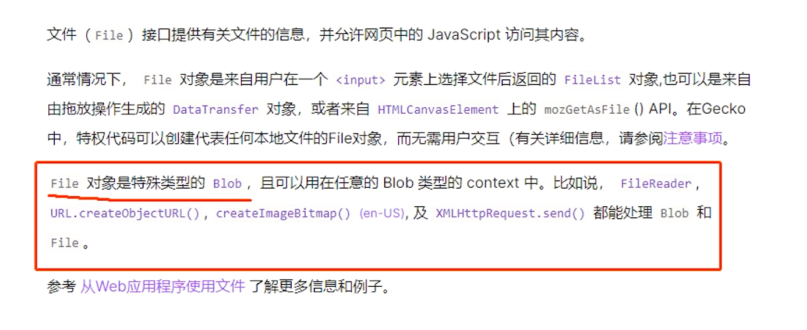 文件（File）接口提供有关文件的信息，并允许网页中的 JavaScript 访问其内容。
通常情况下， File 对象是来自用户在一个 <input> 元素上选择文件后返回的 FileList 对象,也可以是来自
由拖放操作生成的 DataTransfer 对象，或者来自 HTMLCanvasElement 上的 mozGetAsFile() API。在Gecko
中，特权代码可以创建代表任何本地文件的File对象，而无需用户交互（有关详细信息，请参阅注意事项。
File 对象是特殊类型的 Blob，且可以用在任意的 Blob 类型的 context 中。比如说， FileReader,
URL.createObjectURL(), createImageBitmap() (en-US), 及 XMLHttpRequest.send() 都能处理 Blob 和
File。
参考 从Web应用程序使用文件 了解更多信息和例子。